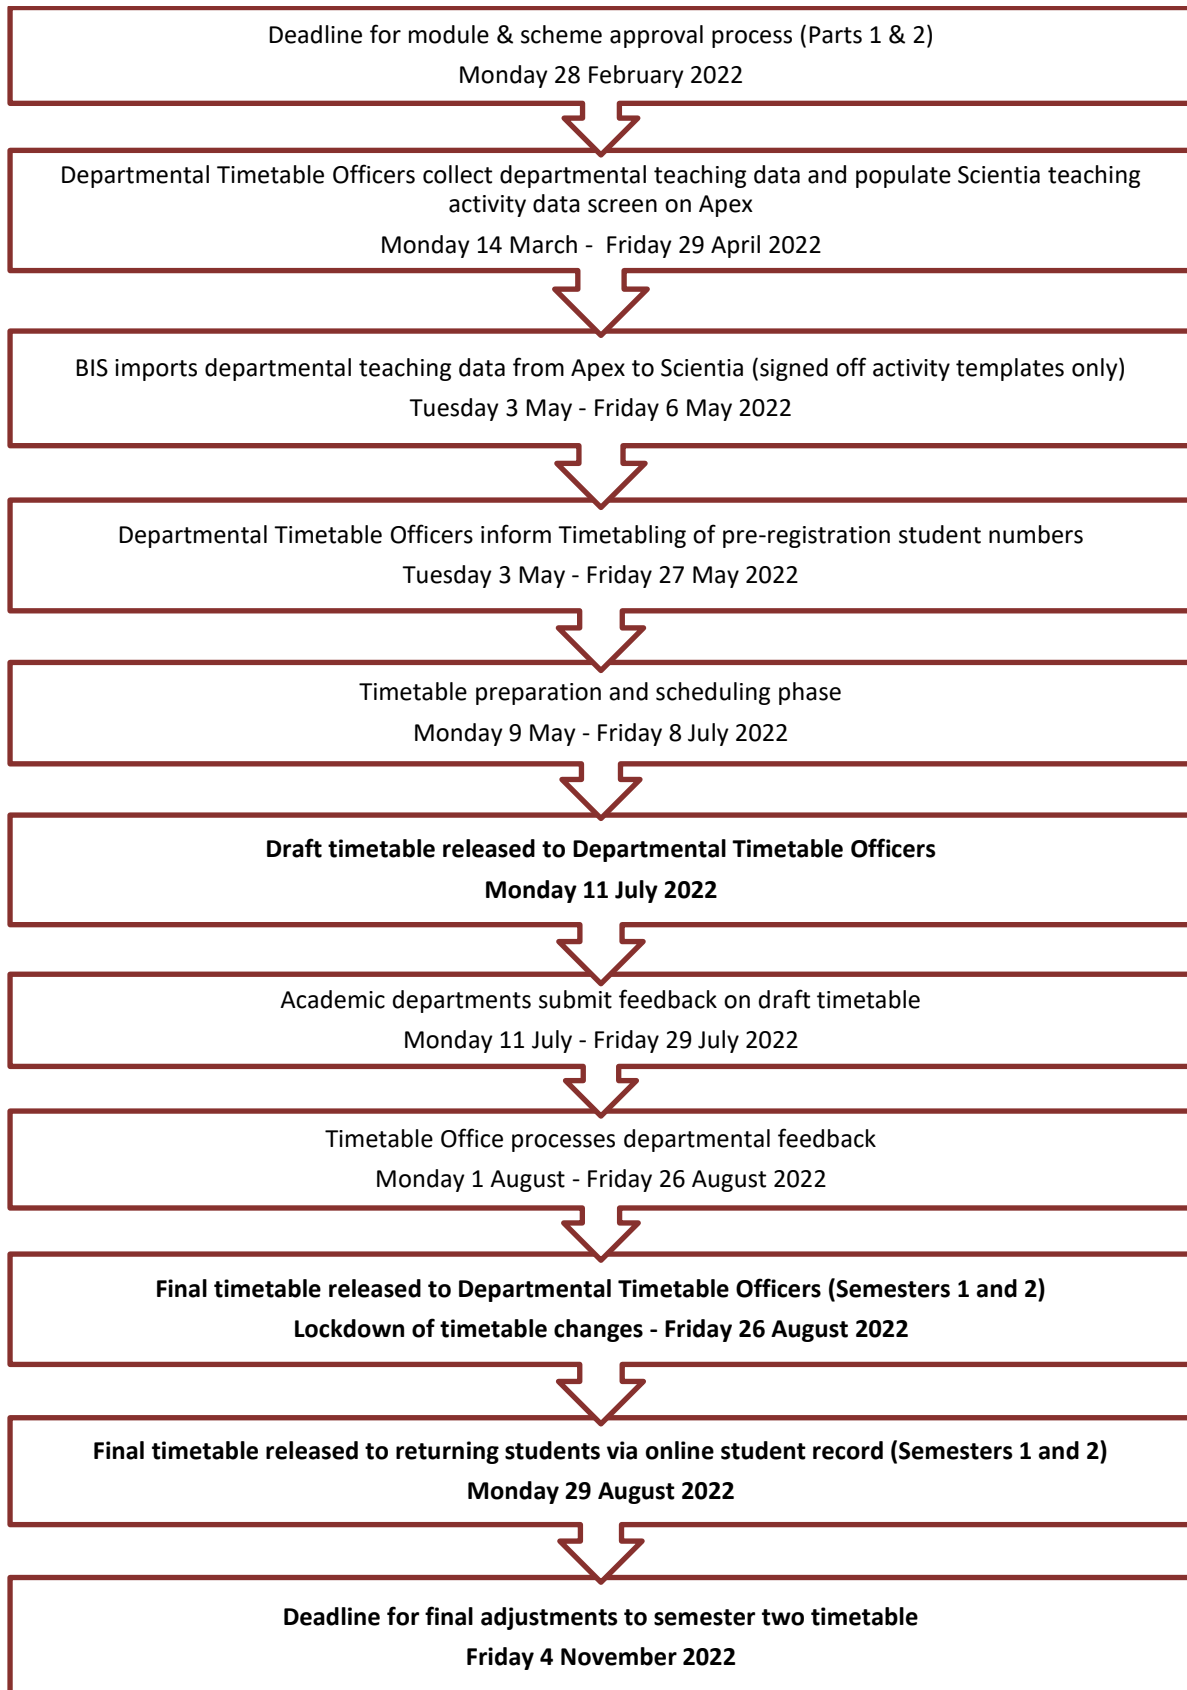 Deadline for module & scheme approval process (Parts 1 & 2)
Monday 28 February 2022
Departmental Timetable Officers collect departmental teaching data and populate Scientia teaching
activity data screen on Apex
Monday 14 March -  Friday 29 April 2022
BIS imports departmental teaching data from Apex to Scientia (signed off activity templates only)
Tuesday 3 May - Friday 6 May 2022
Departmental Timetable Officers inform Timetabling of pre-registration student numbers
Tuesday 3 May - Friday 27 May 2022
Timetable preparation and scheduling phase
Monday 9 May - Friday 8 July 2022
Draft timetable released to Departmental Timetable Officers
Monday 11 July 2022
Academic departments submit feedback on draft timetable
Monday 11 July - Friday 29 July 2022
Timetable Office processes departmental feedback
Monday 1 August - Friday 26 August 2022
Final timetable released to Departmental Timetable Officers (Semesters 1 and 2)
Lockdown of timetable changes - Friday 26 August 2022
Final timetable released to returning students via online student record (Semesters 1 and 2)
Monday 29 August 2022
Deadline for final adjustments to semester two timetable
Friday 4 November 2022